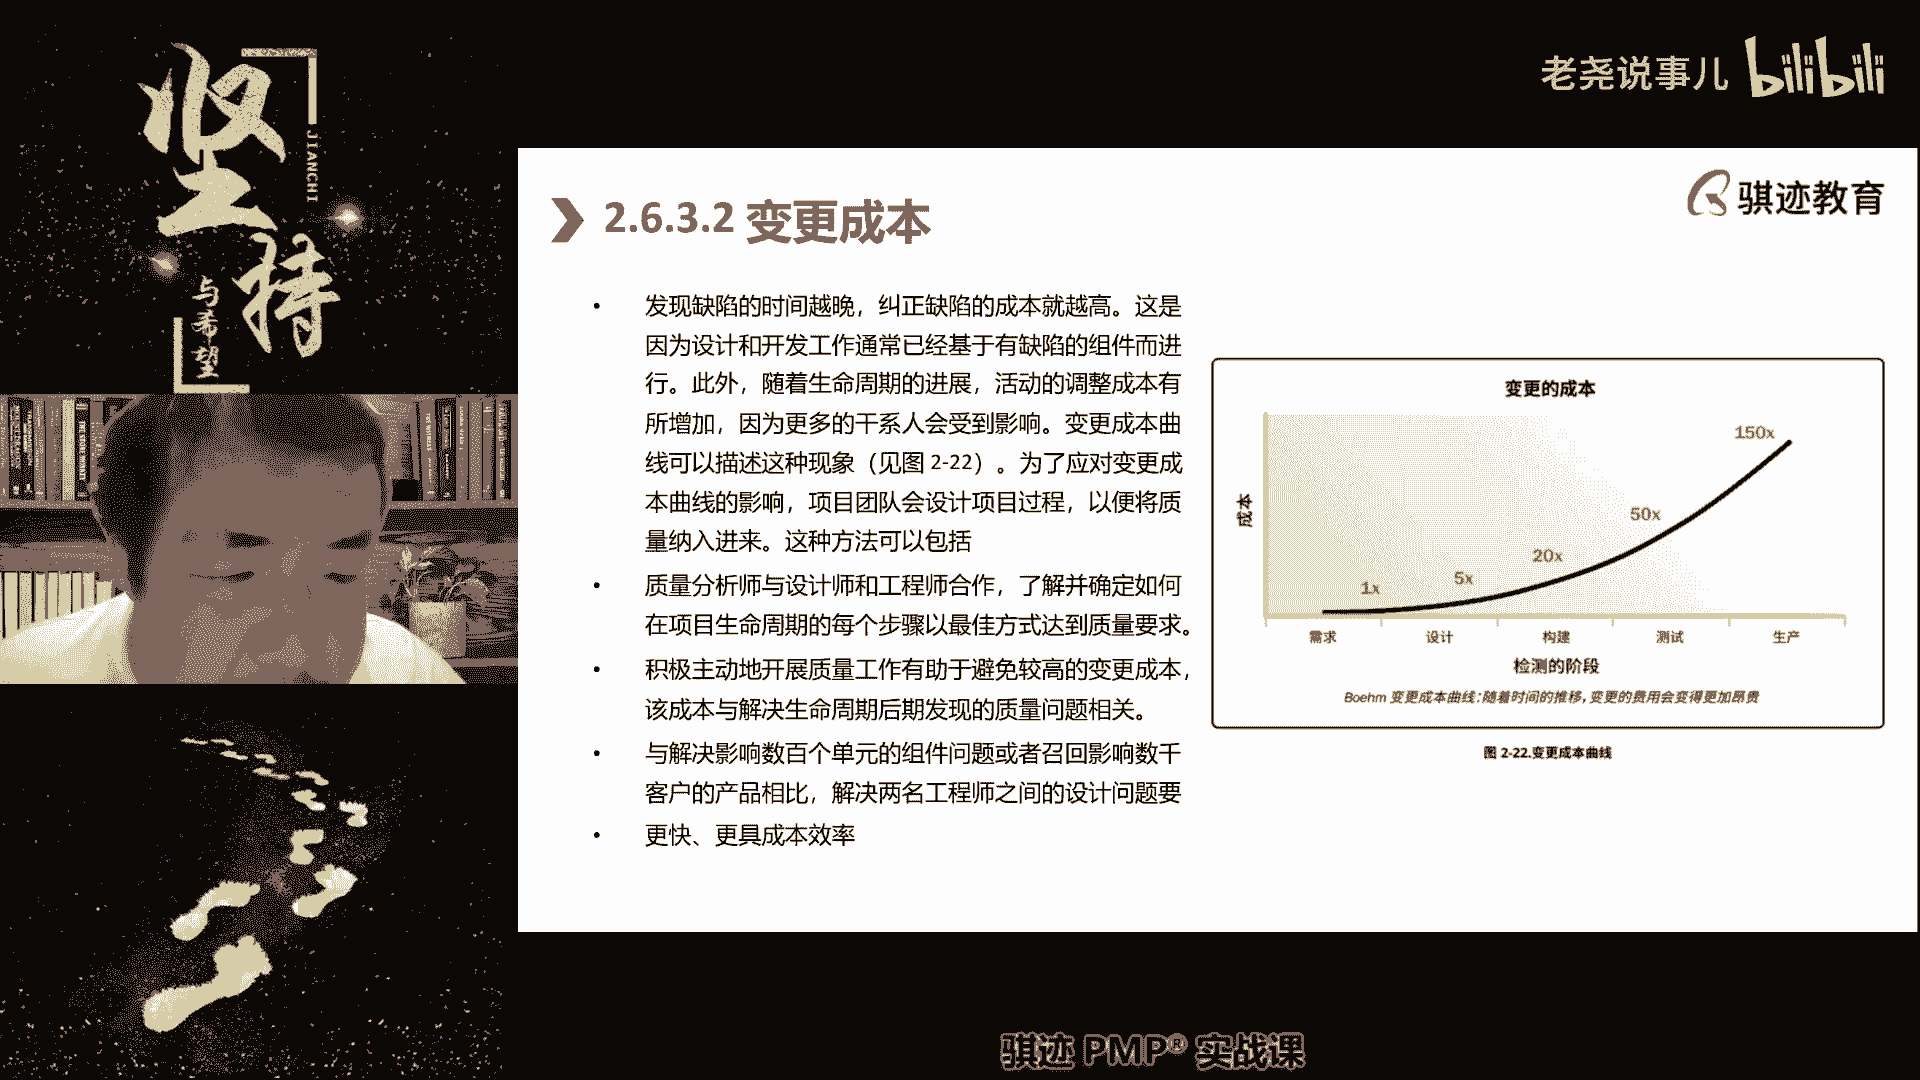 坚持
JIANCHI
与希望
老尧说事儿 bilibili
骐迹教育
2.6.3.2 变更成本
• 发现缺陷的时间越晚，纠正缺陷的成本就越高。这是
因为设计和开发工作通常已经基于有缺陷的组件而进
行。此外，随着生命周期的进展，活动的调整成本有
所增加，因为更多的干系人会受到影响。变更成本曲
线可以描述这种现象（见图 2-22）。为了应对变更成
本曲线的影响，项目团队会设计项目过程，以便将质
量纳入进来。这种方法可以包括
• 质量分析师与设计师和工程师合作，了解并确定如何
在项目生命周期的每个步骤以最佳方式达到质量要求。
• 积极主动地开展质量工作有助于避免较高的变更成本，
该成本与解决生命周期后期发现的质量问题相关。
• 与解决影响数百个单元的组件问题或者召回影响数千
客户的产品相比，解决两名工程师之间的设计问题要
• 更快、更具成本效率
变更的成本
成本
1x
5x
20x
50x
150x
需求 设计 构建 测试 生产
检测的阶段
Boehm 变更成本曲线：随着时间的推移，变更的费用会变得更加昂贵
图 2-22.变更成本曲线
骐迹 PMP® 实战课